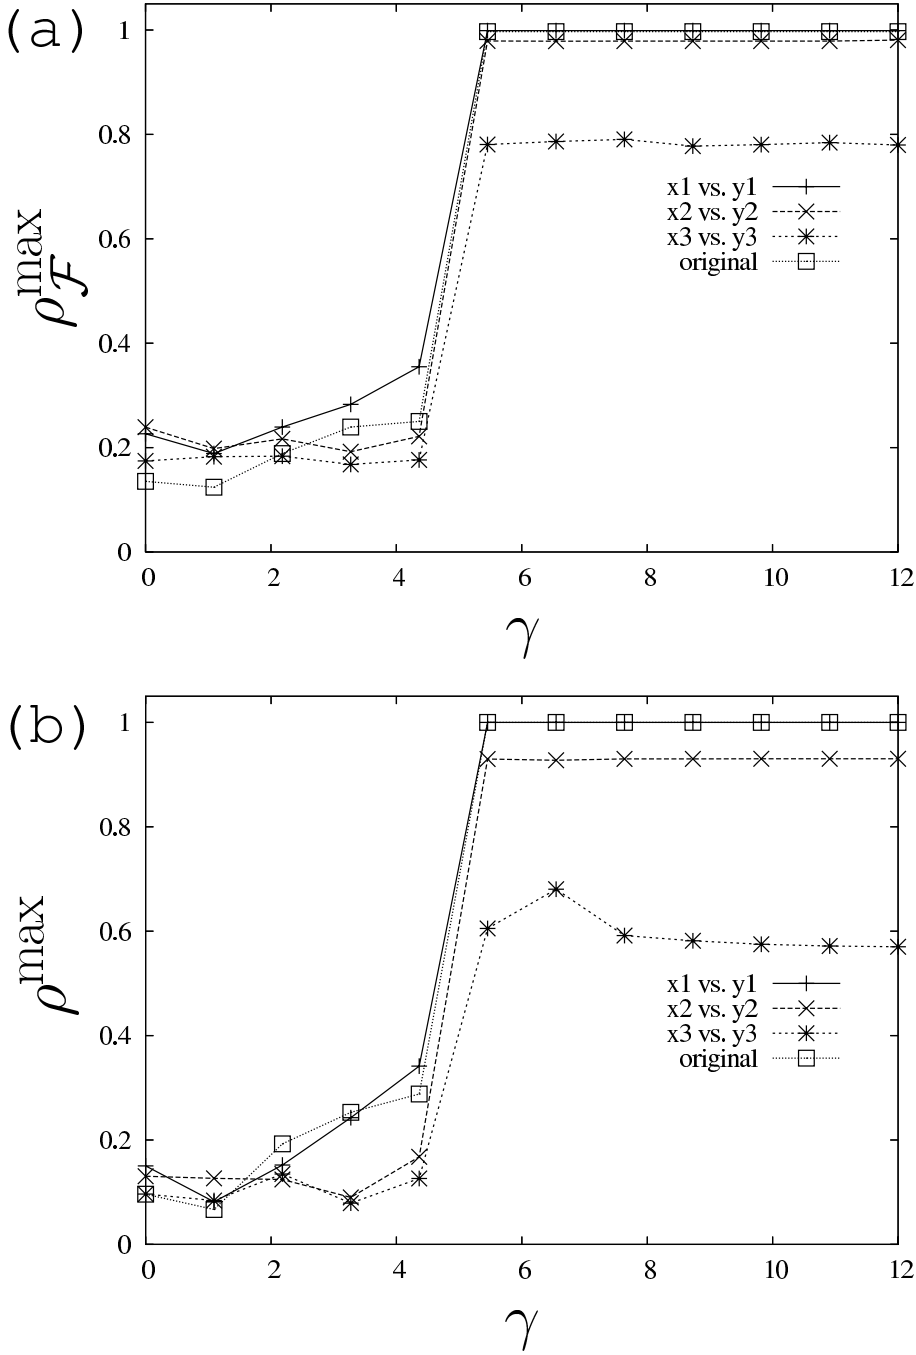 (a)
1
0.8
0.6
0.4
0.2
0
ρ_F^max
x1 vs. y1
x2 vs. y2
x3 vs. y3
original
0 2 4 6 8 10 12
γ
(b)
1
0.8
0.6
0.4
0.2
0
ρ^max
x1 vs. y1
x2 vs. y2
x3 vs. y3
original
0 2 4 6 8 10 12
γ